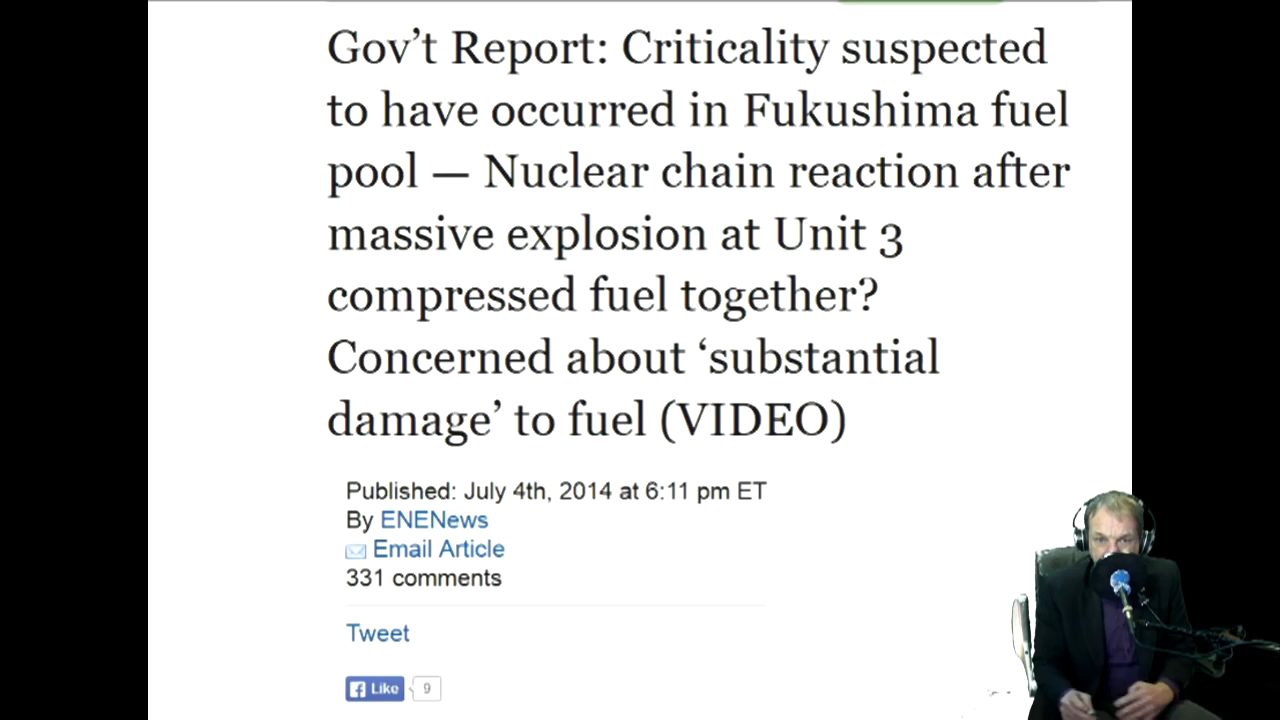 Gov’t Report: Criticality suspected
to have occurred in Fukushima fuel
pool — Nuclear chain reaction after
massive explosion at Unit 3
compressed fuel together?
Concerned about ‘substantial
damage’ to fuel (VIDEO)
Published: July 4th, 2014 at 6:11 pm ET
By ENENews
Email Article
331 comments
Tweet
Like 9